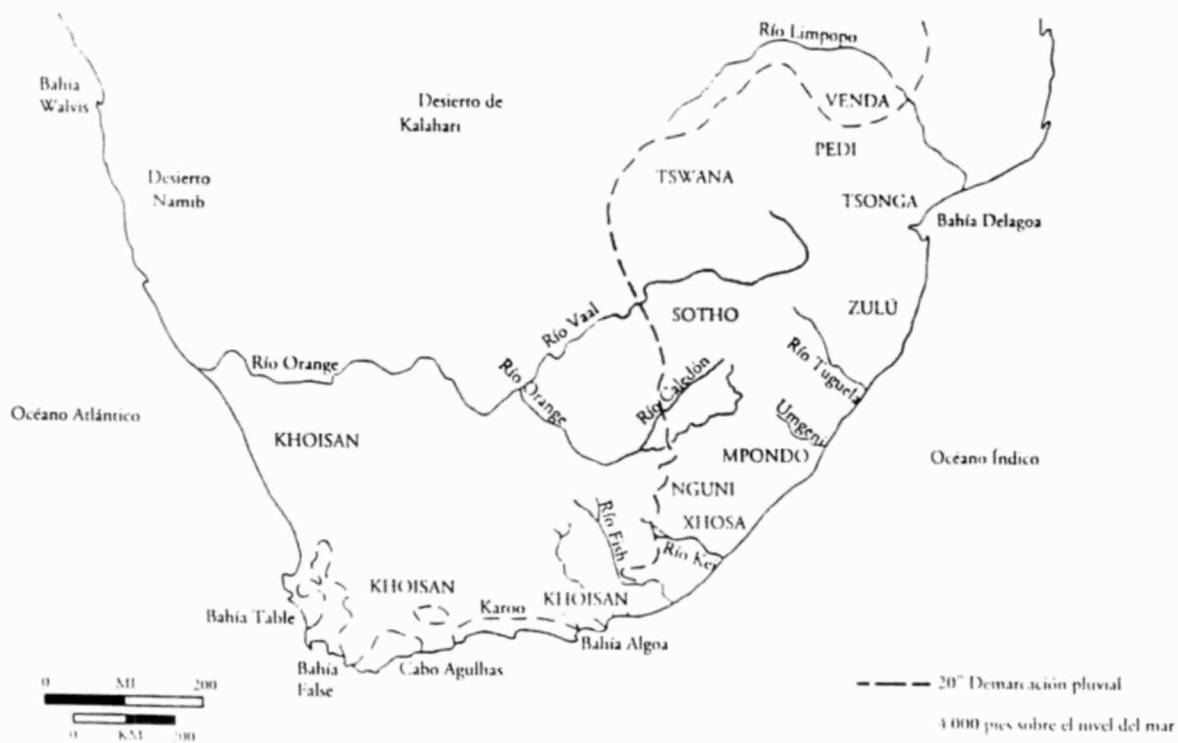 Río Limpopo
Bahía
Walvis
Desierto de
Kalahari
VENDA
PEDI
TSWANA
Desierto
Namib
TSONGA
Bahía Delagoa
SOTHO
ZULÚ
Río Vaal
Río Orange
Río Orange
Río Caledón
Río Tuguela
Umgeni
Océano Atlántico
KHOISAN
MPONDO
Océano Índico
NGUNI
XHOSA
Río Fish
Río Kei
KHOISAN
KHOISAN
Karoo
Bahía Table
Bahía Algoa
Bahía
False
Cabo Agulhas
0 MI 200
0 KM 200
20" Demarcación pluvial
4 000 pies sobre el nivel del mar